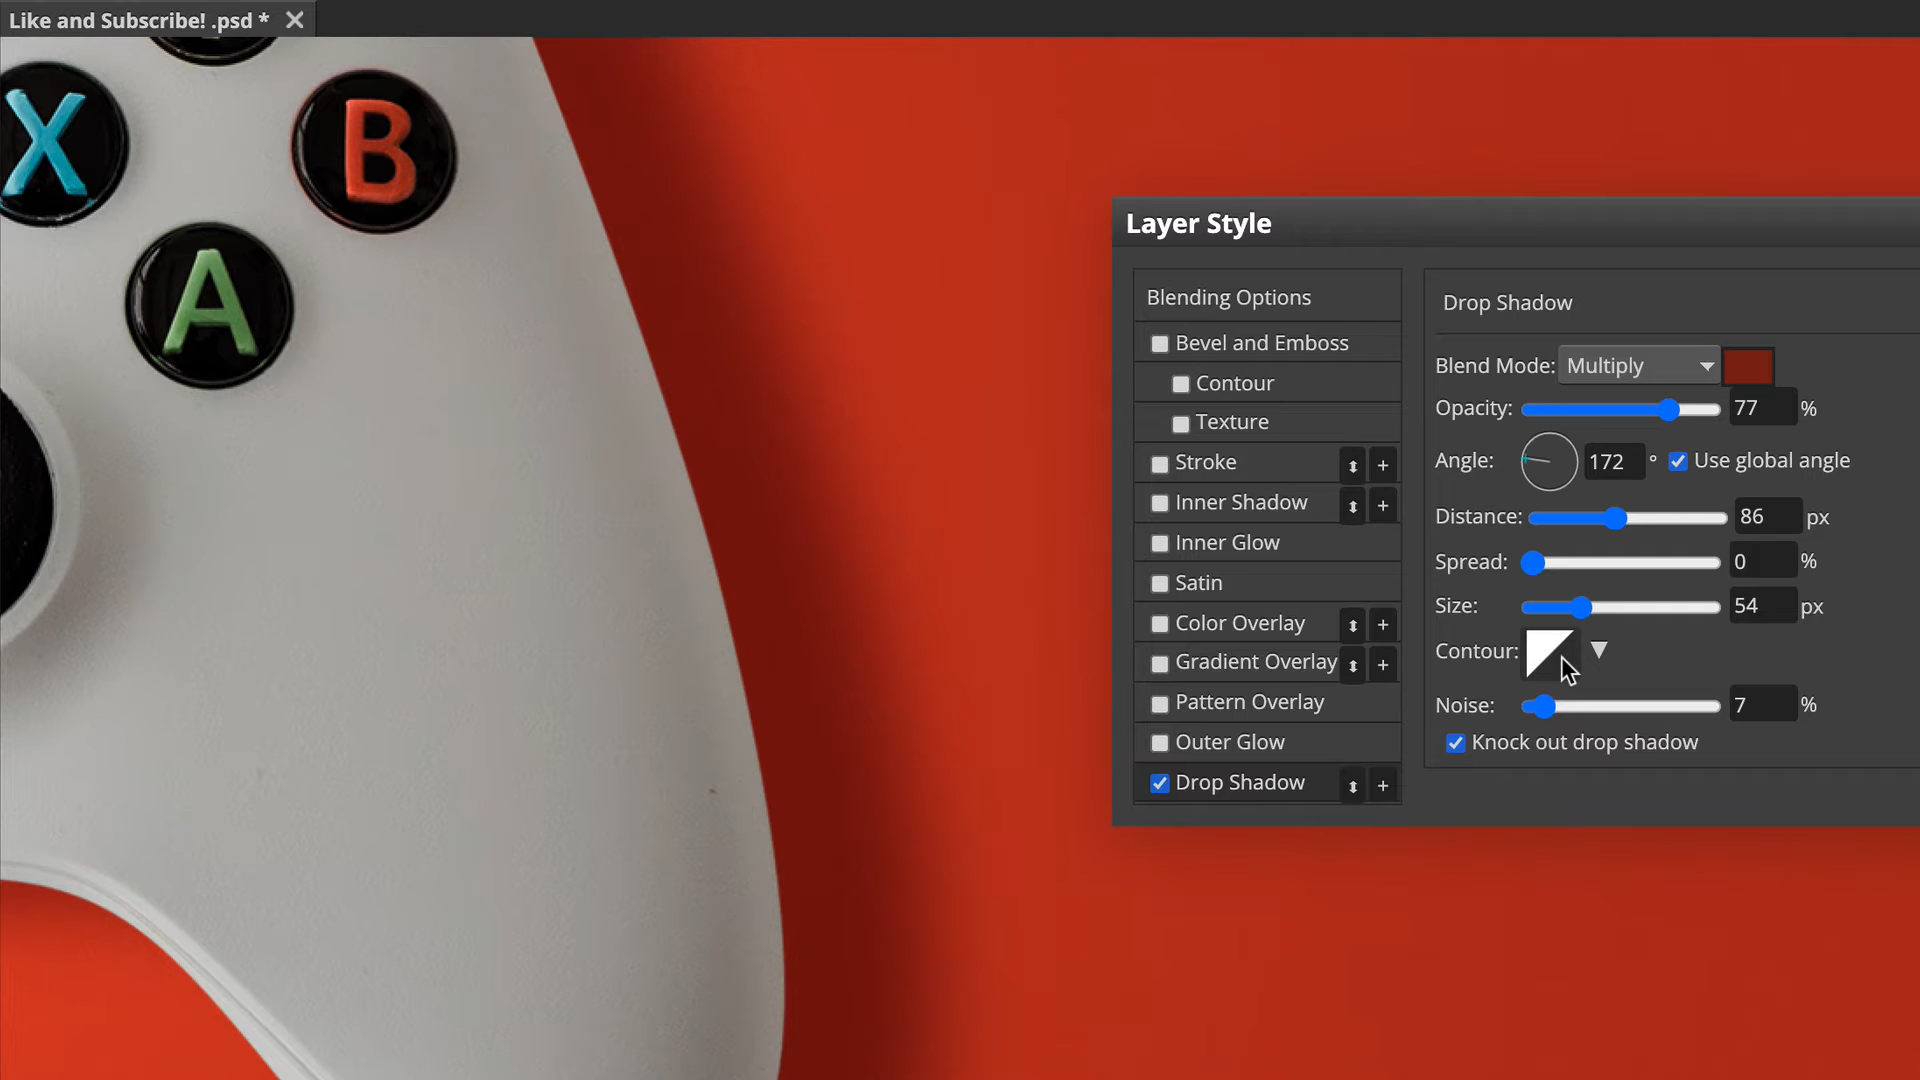 Like and Subscribe! .psd *
X
B
A
Layer Style
Blending Options
Bevel and Emboss
Contour
Texture
Stroke
Inner Shadow
Inner Glow
Satin
Color Overlay
Gradient Overlay
Pattern Overlay
Outer Glow
Drop Shadow
Drop Shadow
Blend Mode: Multiply
Opacity: 77 %
Angle: 172 ° Use global angle
Distance: 86 px
Spread: 0 %
Size: 54 px
Contour:
Noise: 7 %
Knock out drop shadow